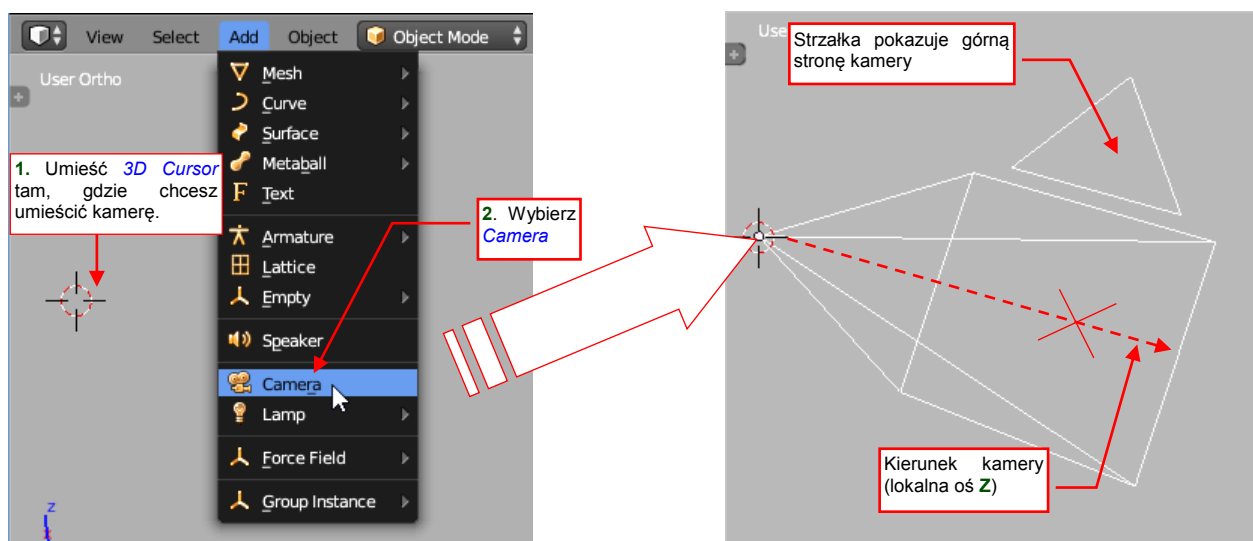 View Select Add Object Object Mode
User Ortho
Mesh
Curve
Surface
Metaball
Text
Armature
Lattice
Empty
Speaker
Camera
Lamp
Force Field
Group Instance
1. Umieść 3D Cursor
tam, gdzie chcesz
umieścić kamerę.
2. Wybierz
Camera
z
Use
Strzałka pokazuje górną
stronę kamery
Kierunek kamery
(lokalna oś Z)